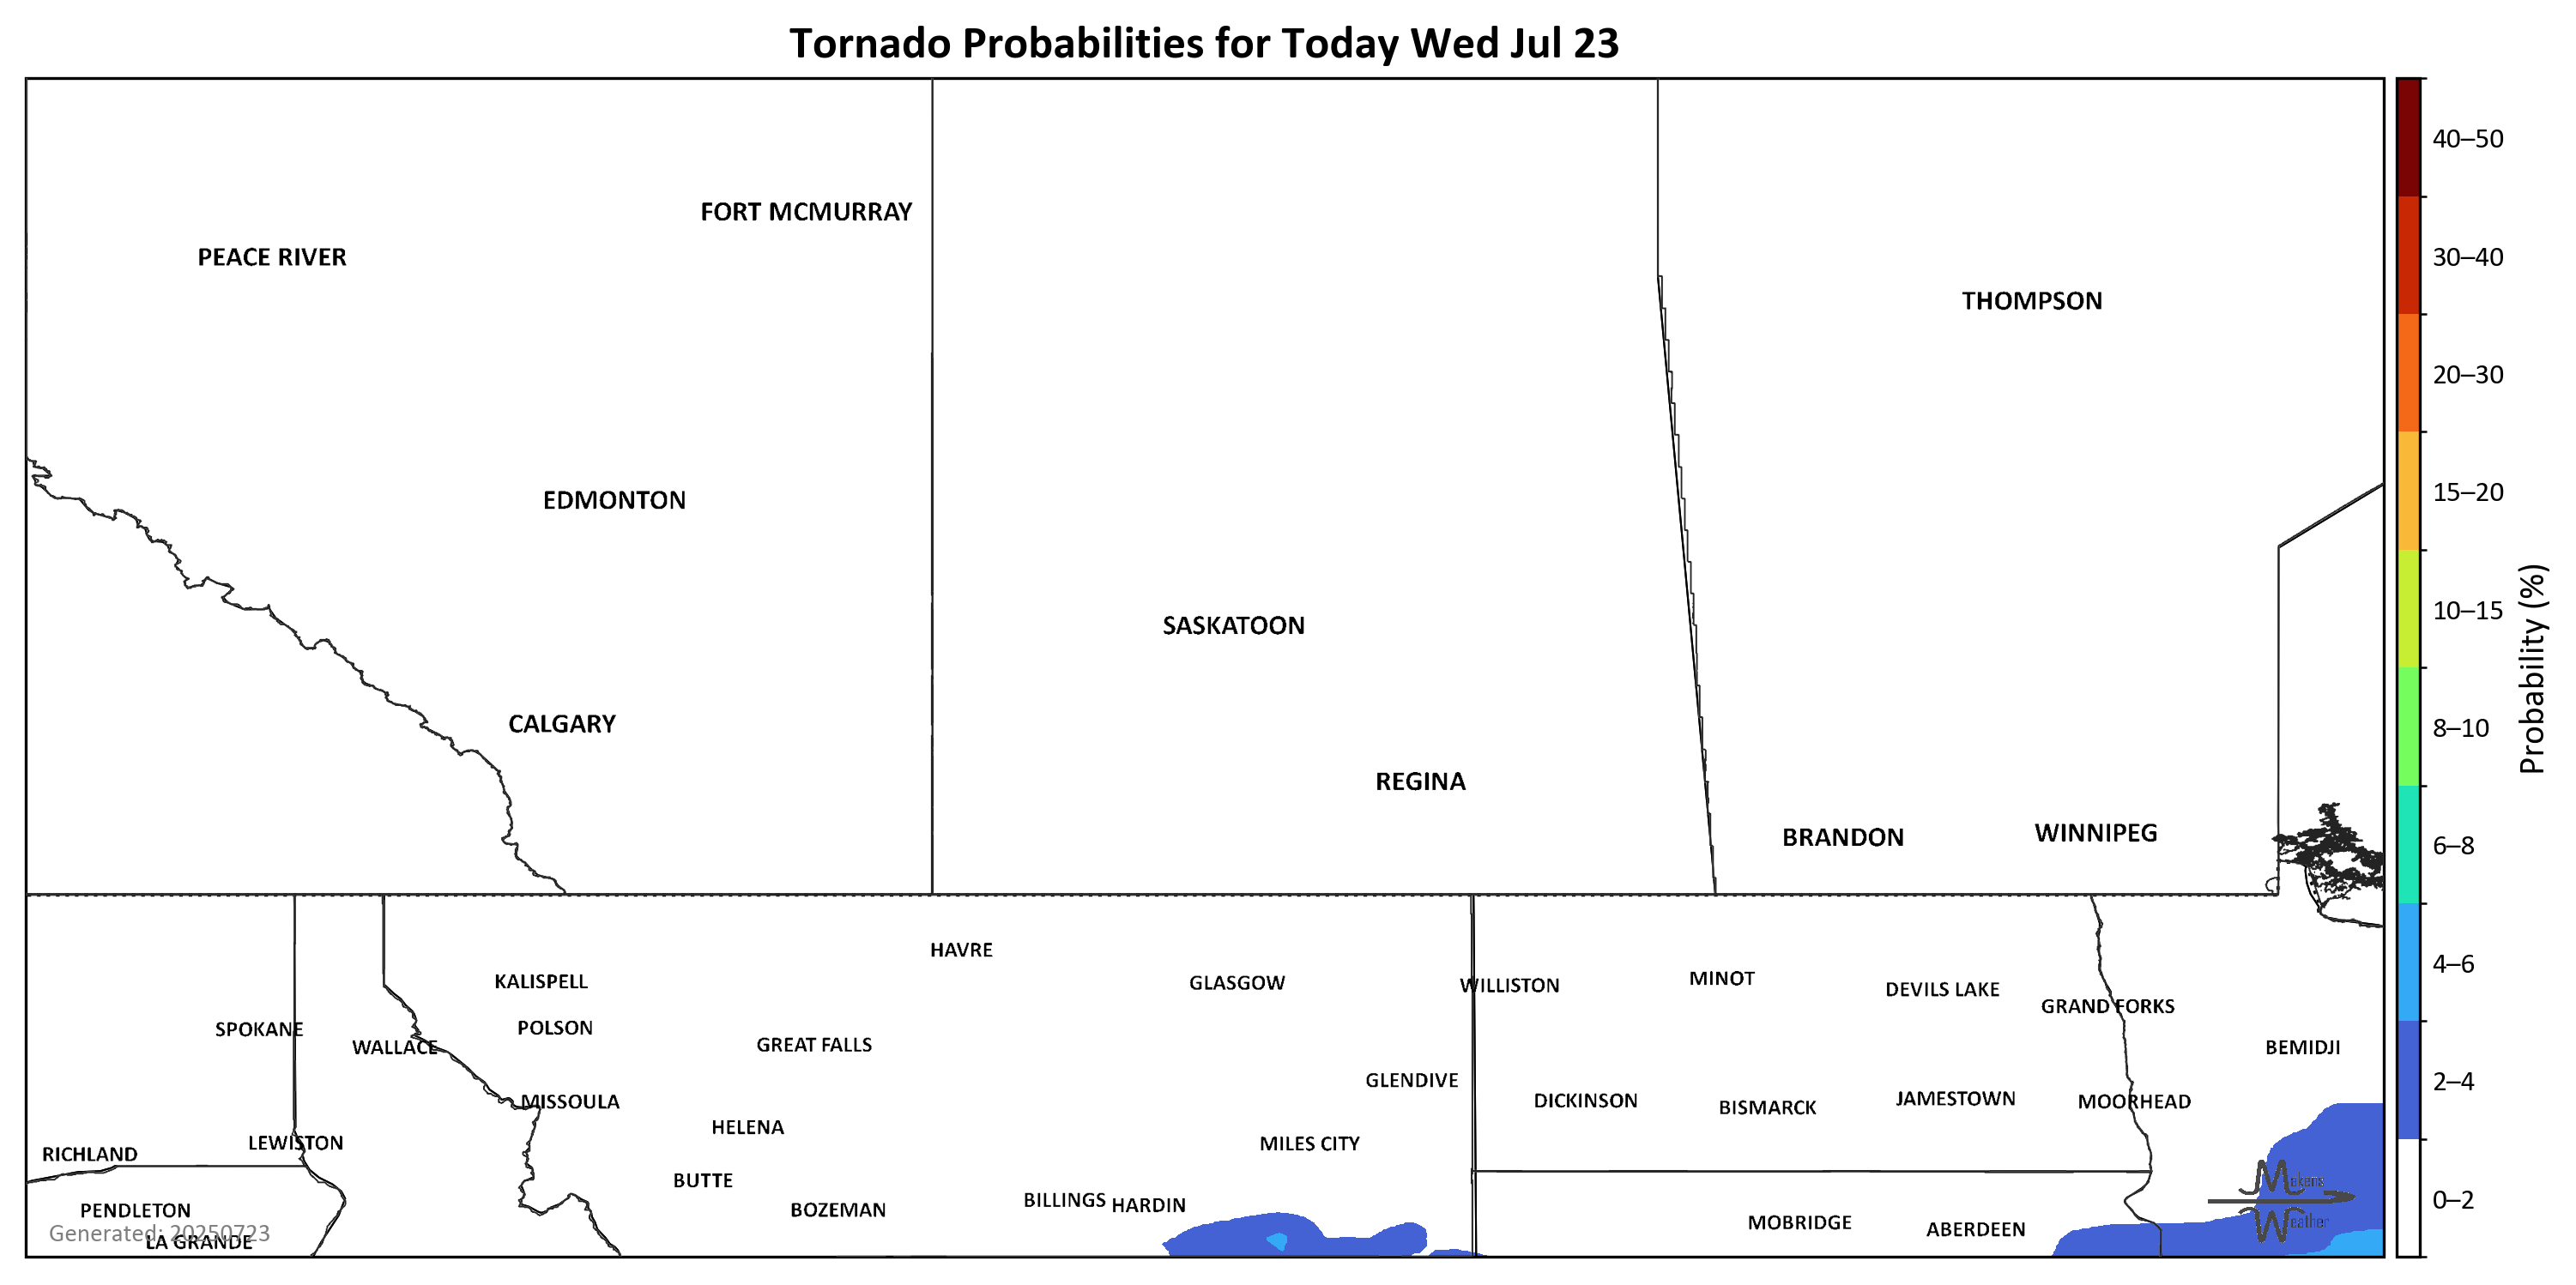 Tornado Probabilities for Today Wed Jul 23
FORT MCMURRAY
PEACE RIVER
THOMPSON
EDMONTON
SASKATOON
CALGARY
REGINA
BRANDON
WINNIPEG
HAVRE
KALISPELL
GLASGOW
WILLISTON
MINOT
DEVILS LAKE
GRAND FORKS
SPOKANE
POLSON
WALLACE
GREAT FALLS
BEMIDJI
GLENDIVE
MISSOULA
DICKINSON
BISMARCK
JAMESTOWN
MOORHEAD
HELENA
LEWISTON
MILES CITY
RICHLAND
BUTTE
BILLINGS
HARDIN
PENDLETON
BOZEMAN
MOBRIDGE
ABERDEEN
Generated: 20250723
LA GRANDE
Mokens
Weather
40–50
30–40
20–30
15–20
10–15
8–10
6–8
4–6
2–4
0–2
Probability (%)